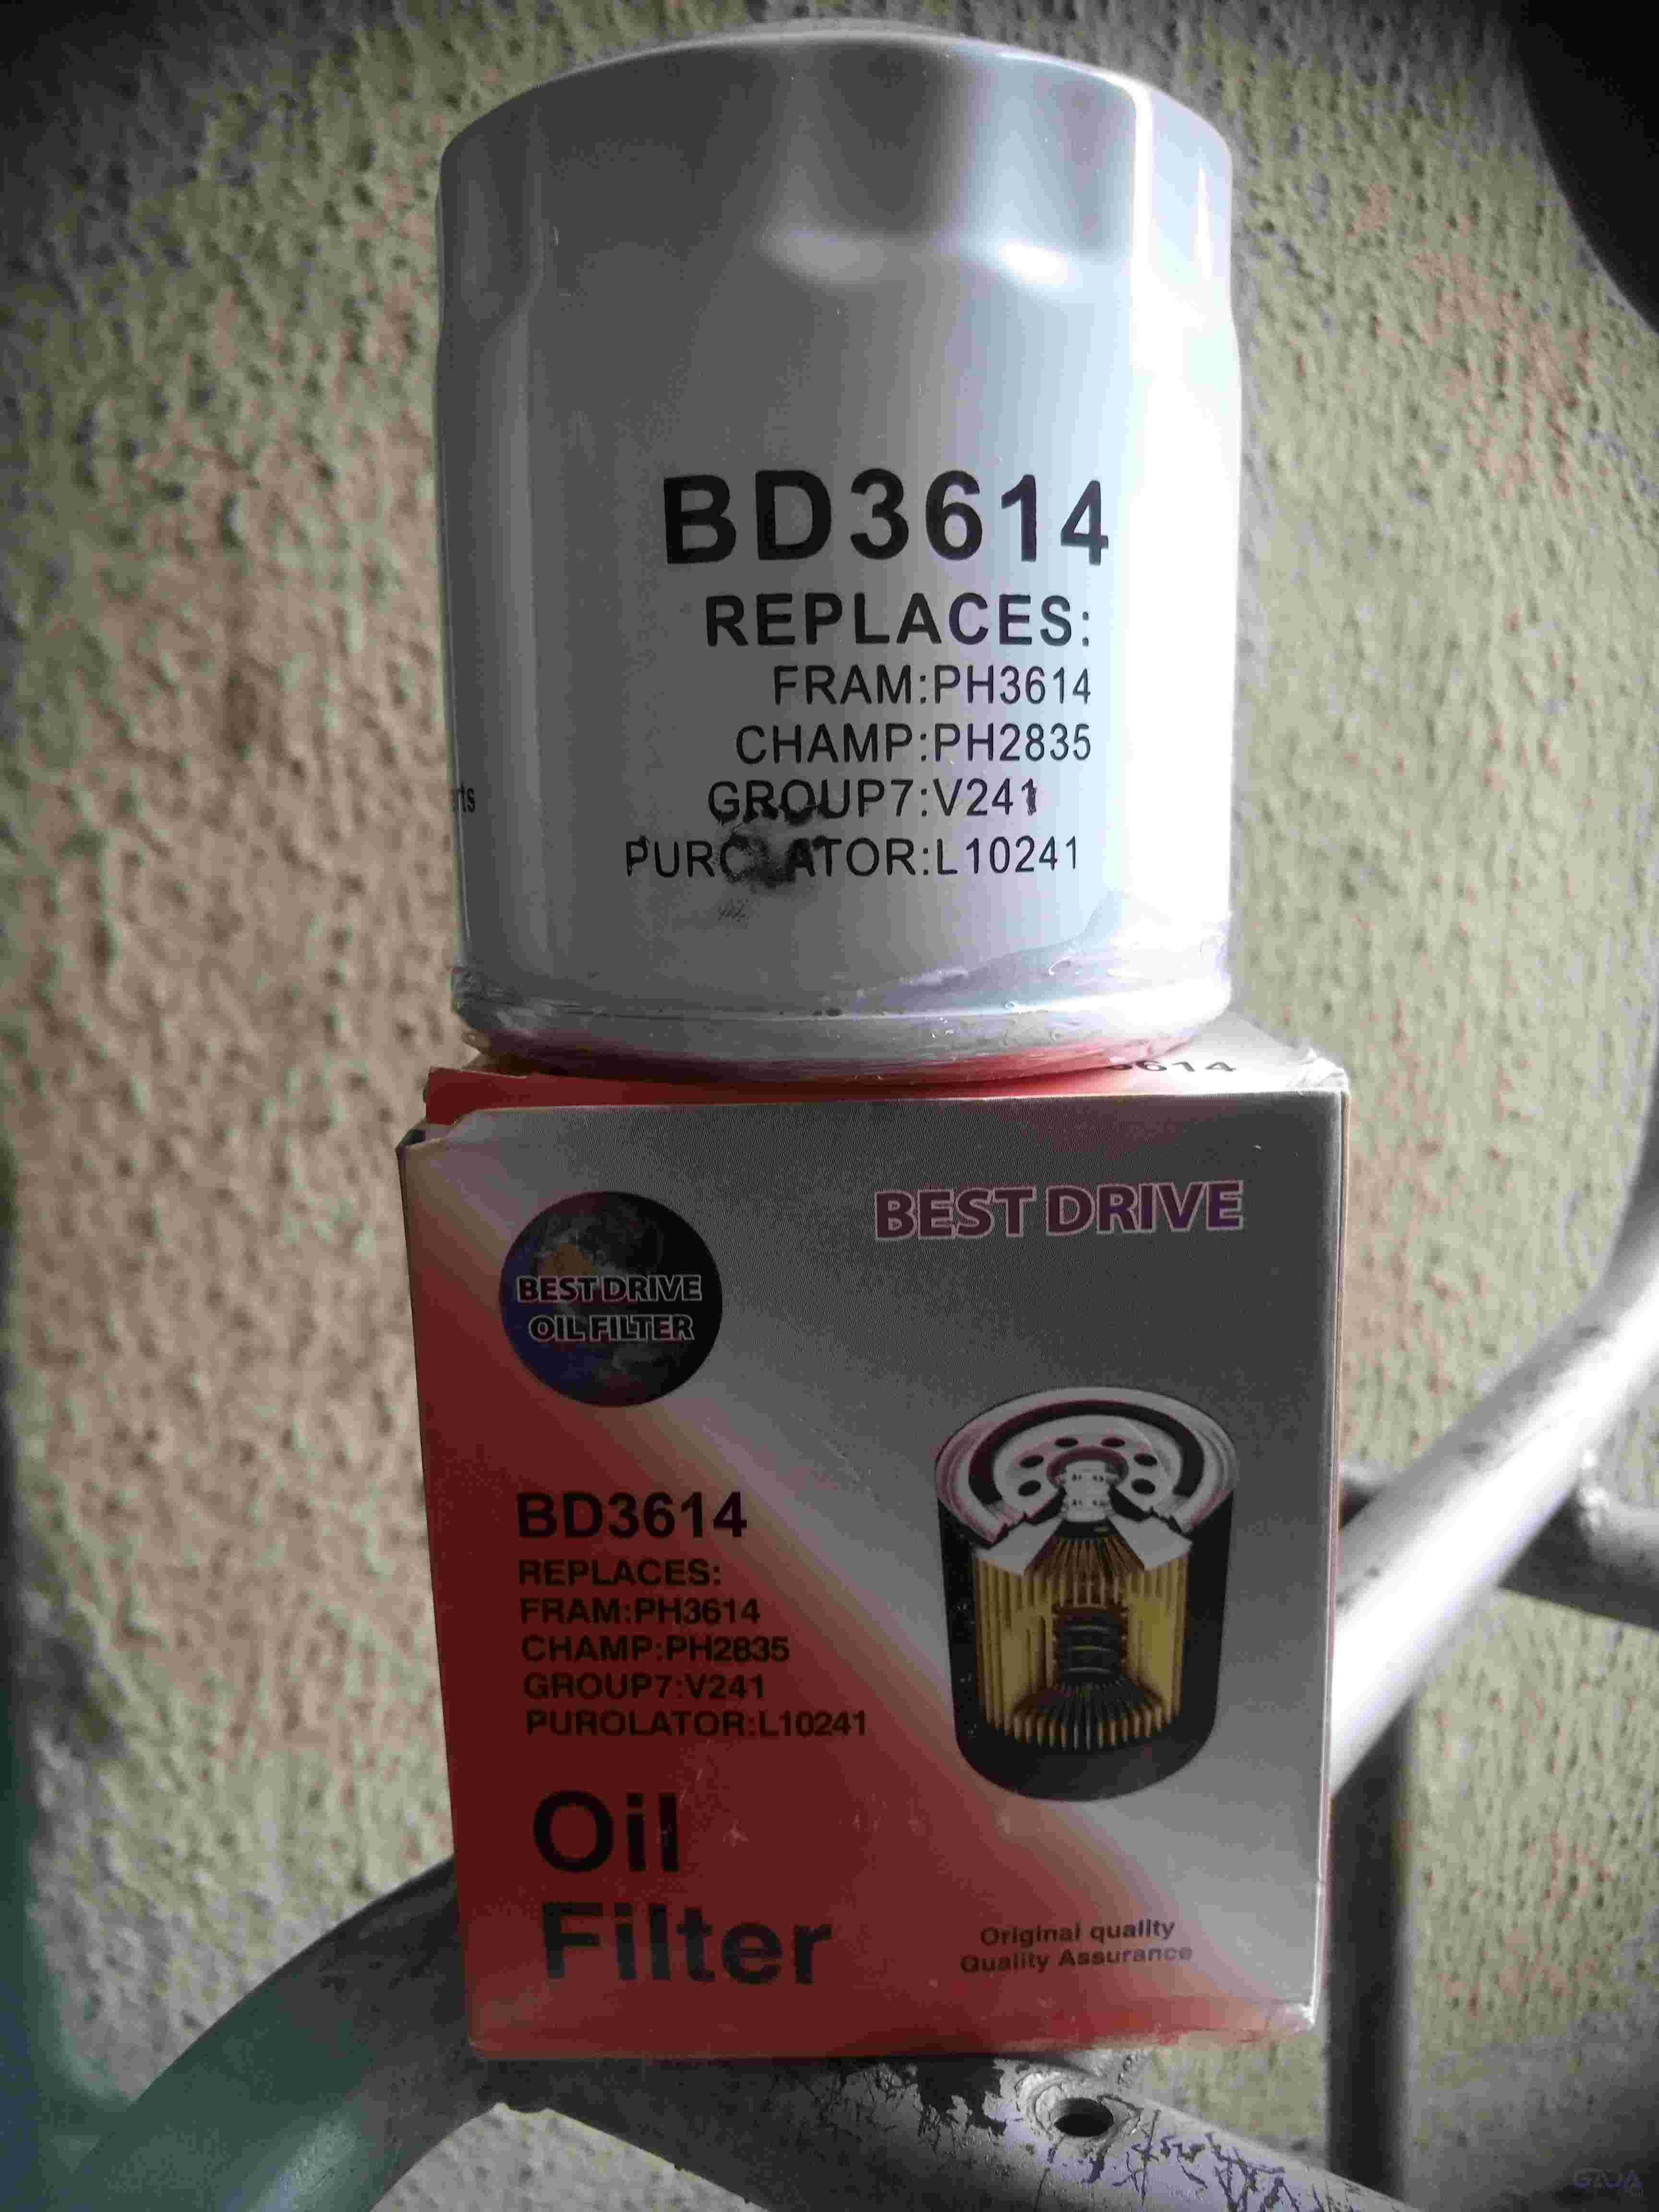 BD3614
REPLACES:
FRAM:PH3614
CHAMP:PH2835
GROUP7:V241
PUROLATOR:L10241
BEST DRIVE
BEST DRIVE
OIL FILTER
BD3614
REPLACES:
FRAM:PH3614
CHAMP:PH2835
GROUP7:V241
PUROLATOR:L10241
Oil
Filter
Original quality
Quality Assurance